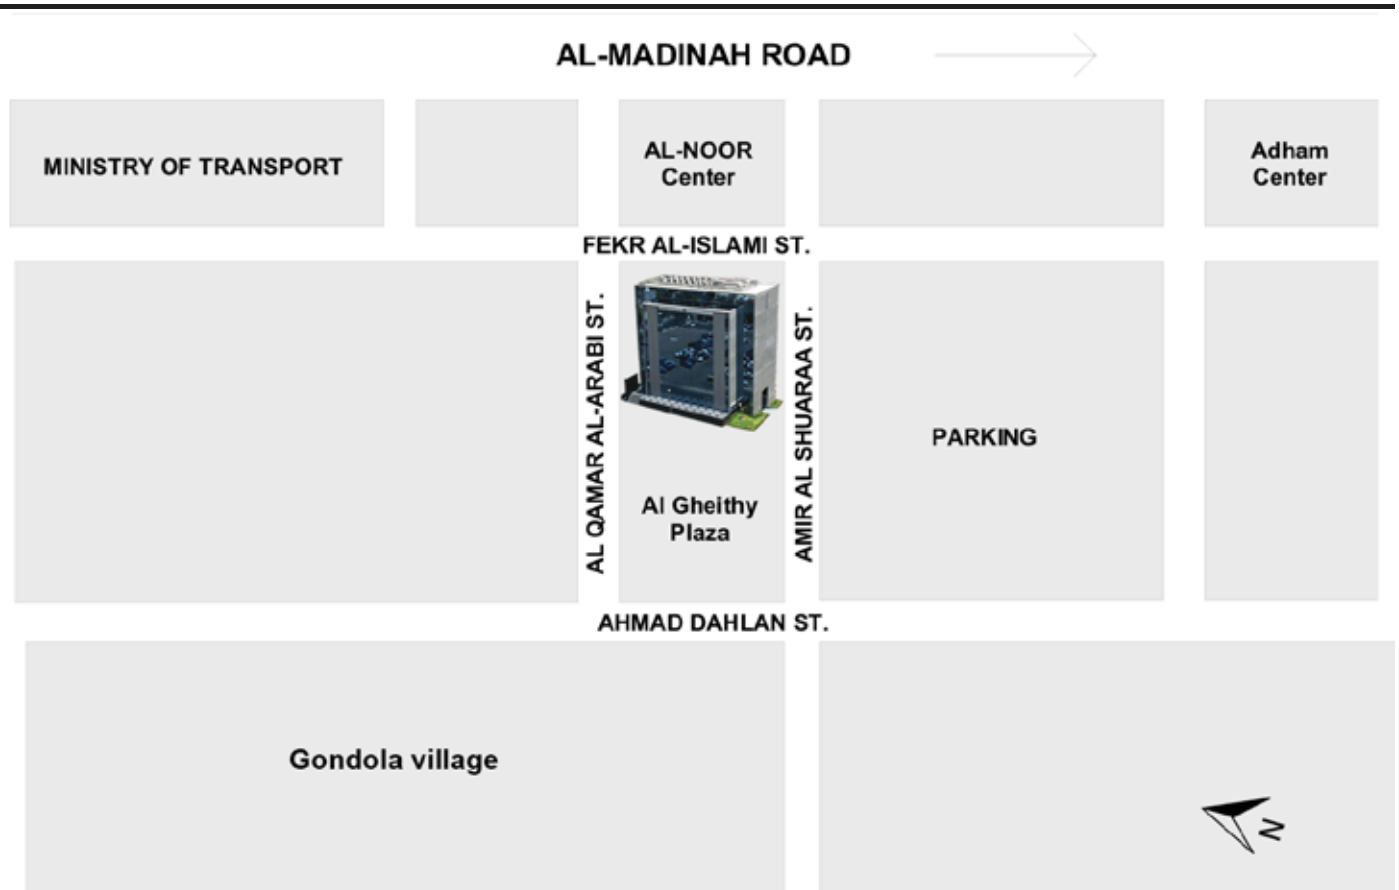 AL-MADINAH ROAD
MINISTRY OF TRANSPORT
AL-NOOR
Center
Adham
Center
FEKR AL-ISLAMI ST.
AL QAMAR AL-ARABI ST.
Al Gheithy
Plaza
AMIR AL SHUARAA ST.
PARKING
AHMAD DAHLAN ST.
Gondola village
N